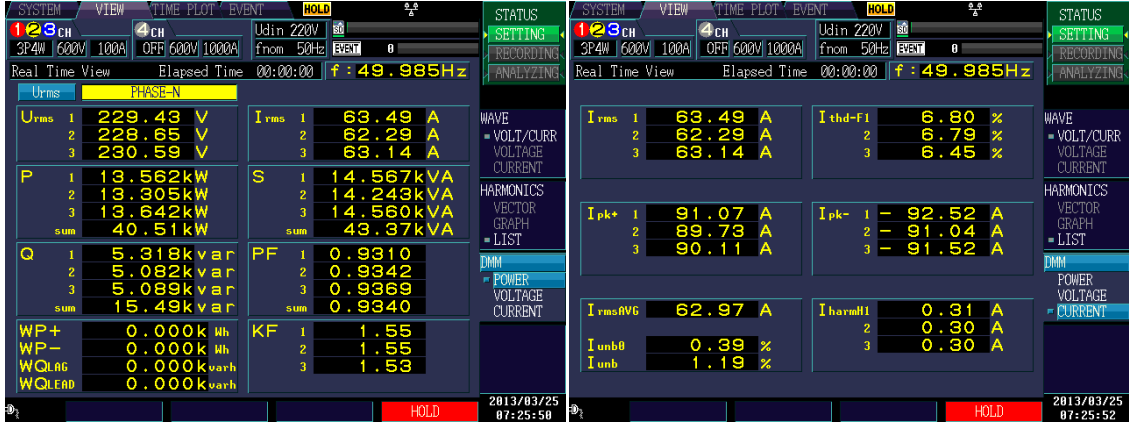 SYSTEM VIEW TIME PLOT EVENT HOLD
123CH 4CH Udin 220V SD
3P4W 600V 100A OFF 600V 1000A fnom 50Hz EVENT 0
Real Time View Elapsed Time 00:00:00 f:49.985Hz
Urms PHASE-N
Urms 1 229.43 V Irms 1 63.49 A
2 228.65 V 2 62.29 A
3 230.59 V 3 63.14 A
P 1 13.562kW S 1 14.567kVA
2 13.305kW 2 14.243kVA
3 13.642kW 3 14.560kVA
sum 40.51kW sum 43.37kVA
Q 1 5.318kvar PF 1 0.9310
2 5.082kvar 2 0.9342
3 5.089kvar 3 0.9369
sum 15.49kvar sum 0.9340
WP+ 0.000k Wh KF 1 1.55
WP- 0.000k Wh 2 1.55
WQLAG 0.000k varh 3 1.53
WQLEAD 0.000k varh
HOLD
STATUS
SETTING
RECORDING
ANALYZING
WAVE
VOLT/CURR
VOLTAGE
CURRENT
HARMONICS
VECTOR
GRAPH
LIST
DMM
POWER
VOLTAGE
CURRENT
2013/03/25
07:25:50
SYSTEM VIEW TIME PLOT EVENT HOLD
123CH 4CH Udin 220V SD
3P4W 600V 100A OFF 600V 1000A fnom 50Hz EVENT 0
Real Time View Elapsed Time 00:00:00 f:49.985Hz
Irms 1 63.49 A Ithd-F1 6.80 %
2 62.29 A 2 6.79 %
3 63.14 A 3 6.45 %
Ipk+ 1 91.07 A Ipk- 1 - 92.52 A
2 89.73 A 2 - 91.04 A
3 90.11 A 3 - 91.52 A
IrmsAVG 62.97 A IharmH1 0.31 A
2 0.30 A
Iunb0 0.39 % 3 0.30 A
Iunb 1.19 %
HOLD
STATUS
SETTING
RECORDING
ANALYZING
WAVE
VOLT/CURR
VOLTAGE
CURRENT
HARMONICS
VECTOR
GRAPH
LIST
DMM
POWER
VOLTAGE
CURRENT
2013/03/25
07:25:52